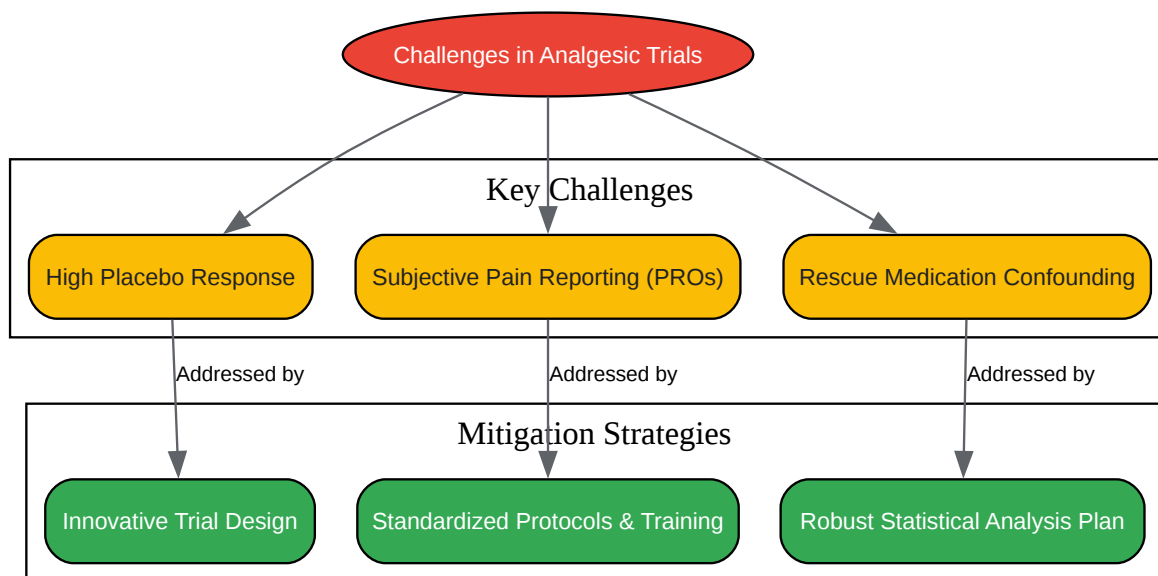 Challenges in Analgesic Trials
Key Challenges
High Placebo Response
Subjective Pain Reporting (PROs)
Rescue Medication Confounding
Addressed by
Addressed by
Addressed by
Mitigation Strategies
Innovative Trial Design
Standardized Protocols & Training
Robust Statistical Analysis Plan